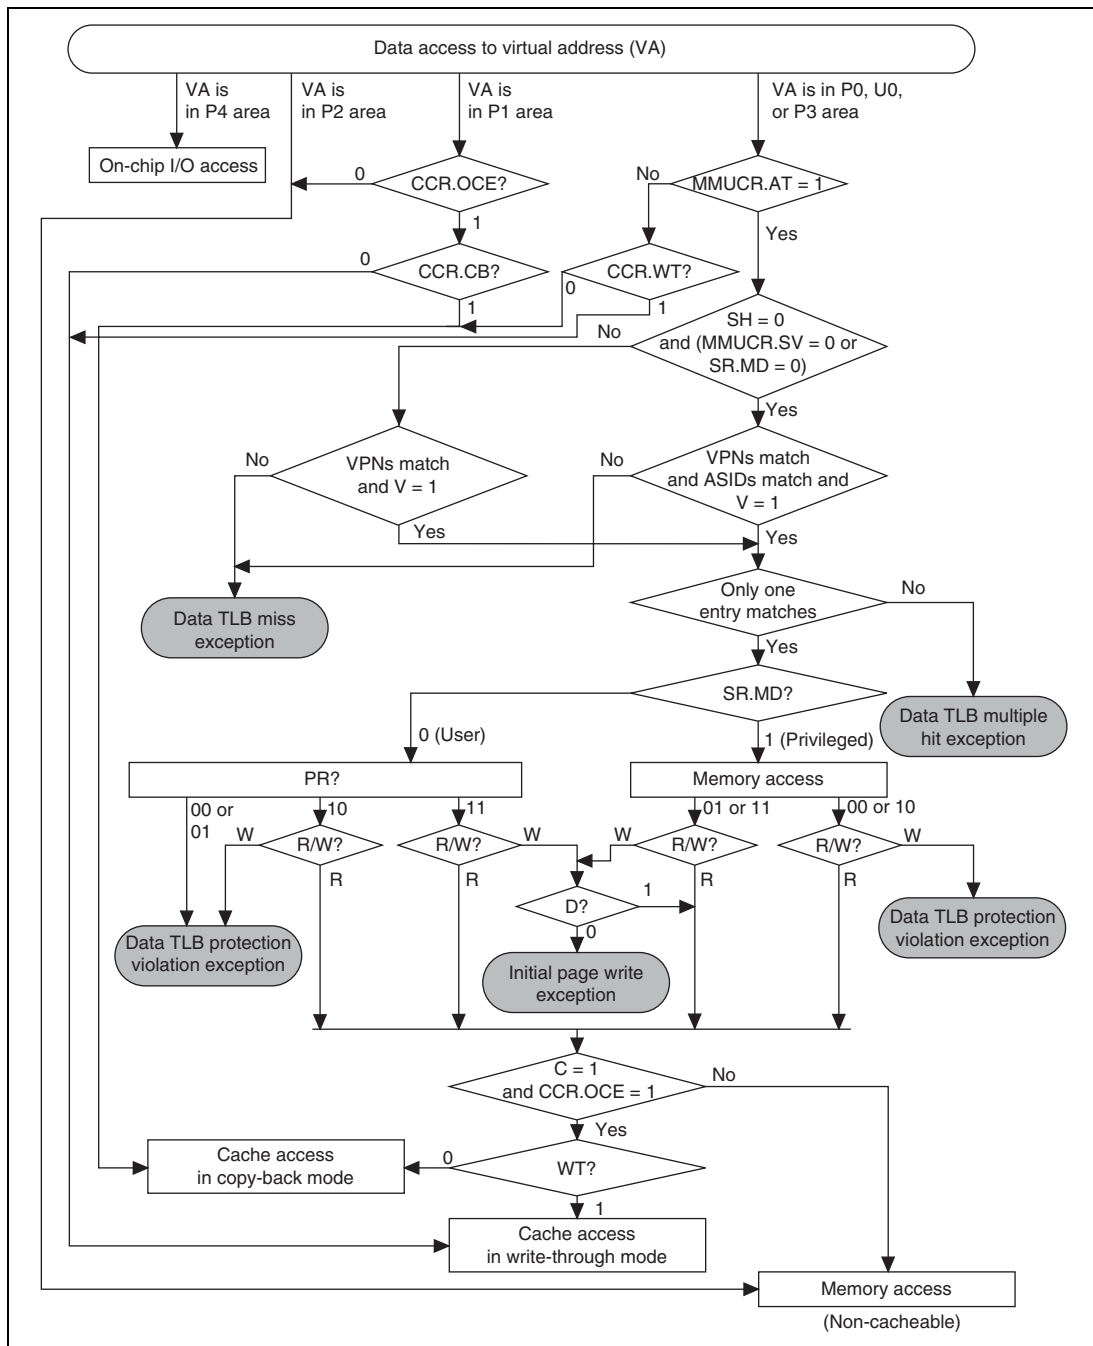 Data access to virtual address (VA)
VA is
in P4 area
VA is
in P2 area
VA is
in P1 area
VA is in P0, U0,
or P3 area
On-chip I/O access
0
CCR.OCE?
No
MMUCR.AT = 1
1
Yes
0
CCR.CB?
CCR.WT?
0
1
1
No
SH = 0
and (MMUCR.SV = 0 or
SR.MD = 0)
Yes
No
VPNs match
and V = 1
No
VPNs match
and ASIDs match and
V = 1
Yes
Yes
Only one
entry matches
No
Data TLB miss
exception
Yes
SR.MD?
Data TLB multiple
hit exception
0 (User)
1 (Privileged)
PR?
Memory access
00 or
01
10
11
01 or 11
00 or 10
W
R/W?
R/W?
W
W
R/W?
R/W?
W
R
R
R
R
D?
1
0
Data TLB protection
violation exception
Initial page write
exception
Data TLB protection
violation exception
C = 1
and CCR.OCE = 1
No
Yes
Cache access
in copy-back mode
0
WT?
1
Cache access
in write-through mode
Memory access
(Non-cacheable)